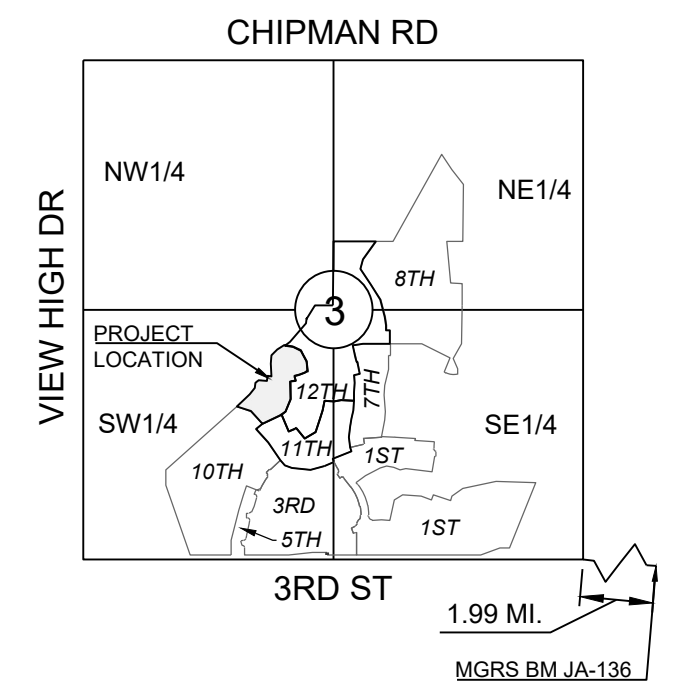 CHIPMAN RD
NW1/4
NE1/4
VIEW HIGH DR
8TH
3
PROJECT
LOCATION
12TH
7TH
SW1/4
SE1/4
11TH
1ST
10TH
3RD
1ST
5TH
3RD ST
1.99 MI.
MGRS BM JA-136